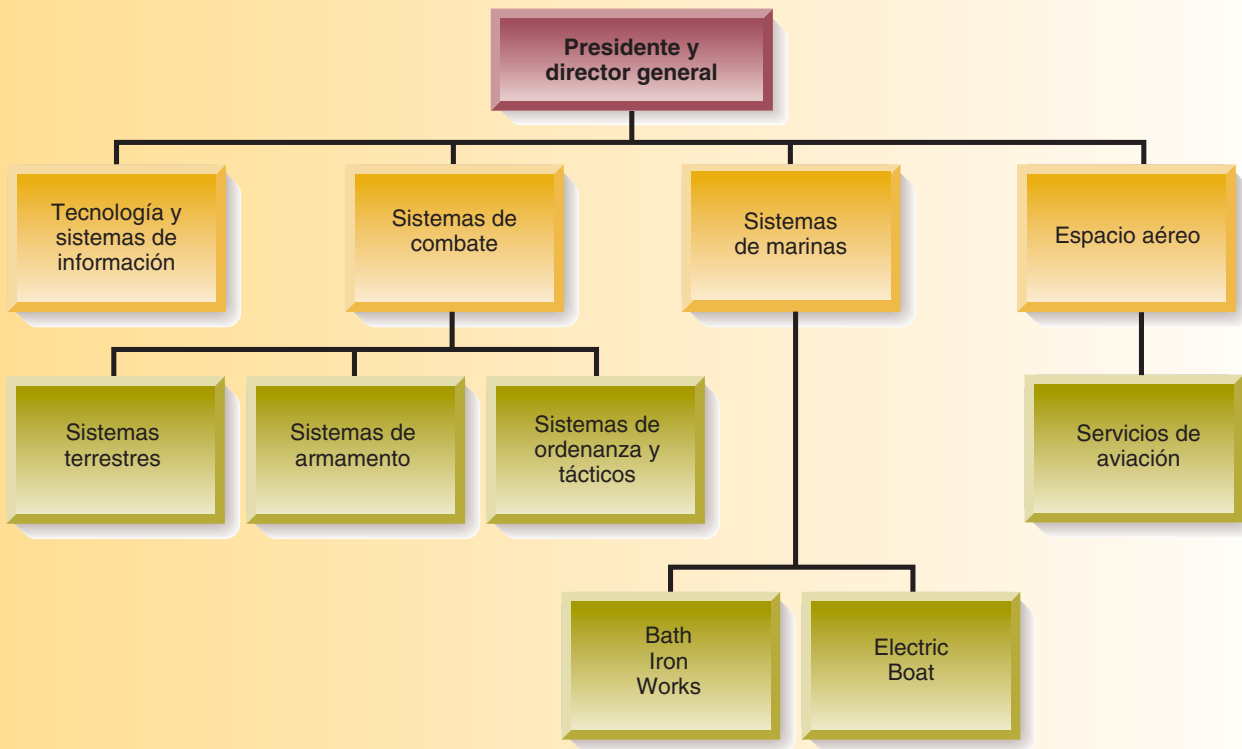 Presidente y
director general
Tecnología y
sistemas de
información
Sistemas de
combate
Sistemas
de marinas
Espacio aéreo
Sistemas
terrestres
Sistemas de
armamento
Sistemas de
ordenanza y
tácticos
Servicios de
aviación
Bath
Iron
Works
Electric
Boat